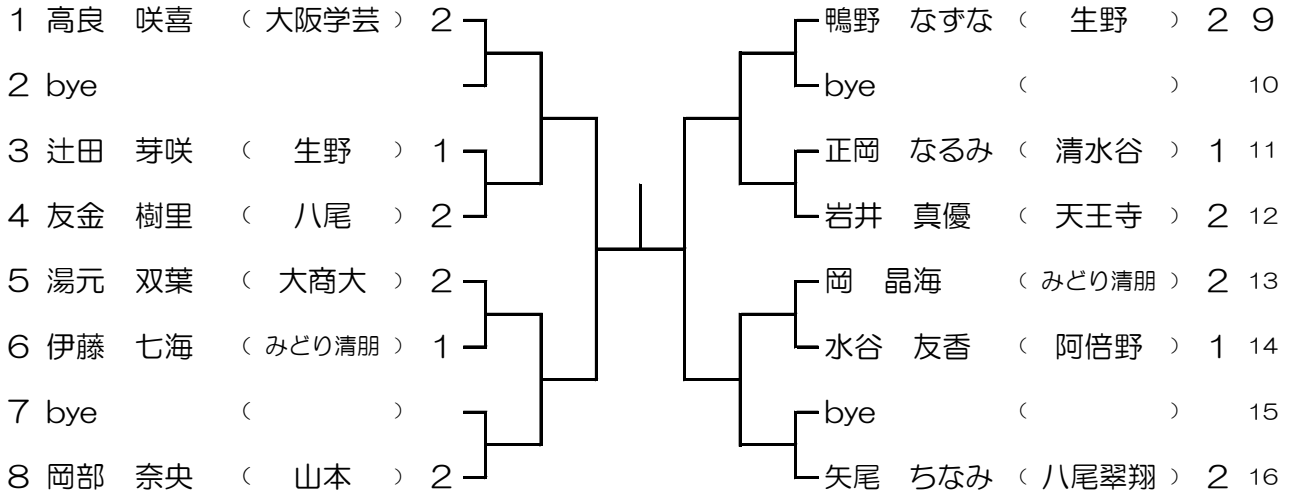 1 高良 咲喜 （ 大阪学芸 ） 2
2 bye
3 辻田 芽咲 （ 生野 ） 1
4 友金 樹里 （ 八尾 ） 2
5 湯元 双葉 （ 大商大 ） 2
6 伊藤 七海 （ みどり清朋 ） 1
7 bye （ ）
8 岡部 奈央 （ 山本 ） 2
鴨野 なずな （ 生野 ） 2 9
bye （ ） 10
正岡 なるみ （ 清水谷 ） 1 11
岩井 真優 （ 天王寺 ） 2 12
岡 晶海 （ みどり清朋 ） 2 13
水谷 友香 （ 阿倍野 ） 1 14
bye （ ） 15
矢尾 ちなみ （ 八尾翠翔 ） 2 16